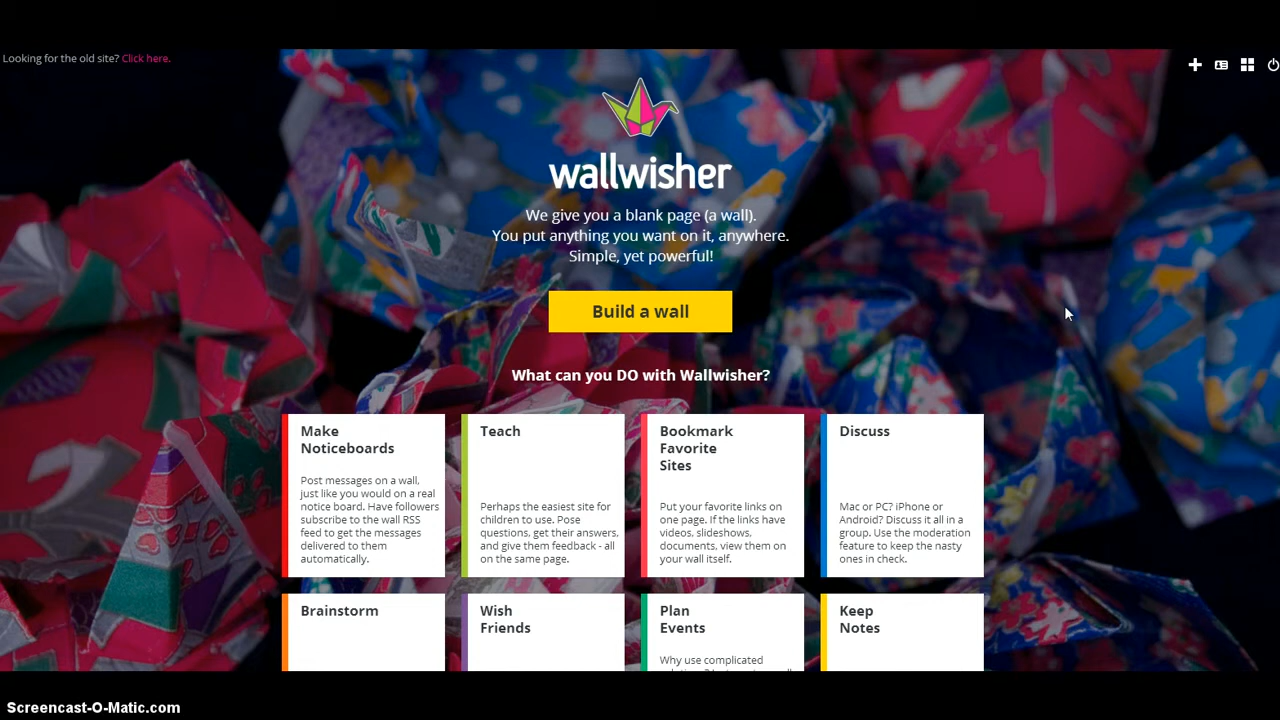 Looking for the old site? Click here.
wallwisher
We give you a blank page (a wall).
You put anything you want on it, anywhere.
Simple, yet powerful!
Build a wall
What can you DO with Wallwisher?
Make
Noticeboards
Post messages on a wall,
just like you would on a real
notice board. Have followers
subscribe to the wall RSS
feed to get the messages
delivered to them
automatically.
Teach
Perhaps the easiest site for
children to use. Pose
questions, get their answers,
and give them feedback - all
on the same page.
Bookmark
Favorite
Sites
Put your favorite links on
one page. If the links have
videos, slideshows,
documents, view them on
your wall itself.
Discuss
Mac or PC? iPhone or
Android? Discuss it all in a
group. Use the moderation
feature to keep the nasty
ones in check.
Brainstorm
Wish
Friends
Plan
Events
Why use complicated
Keep
Notes
Screencast-O-Matic.com